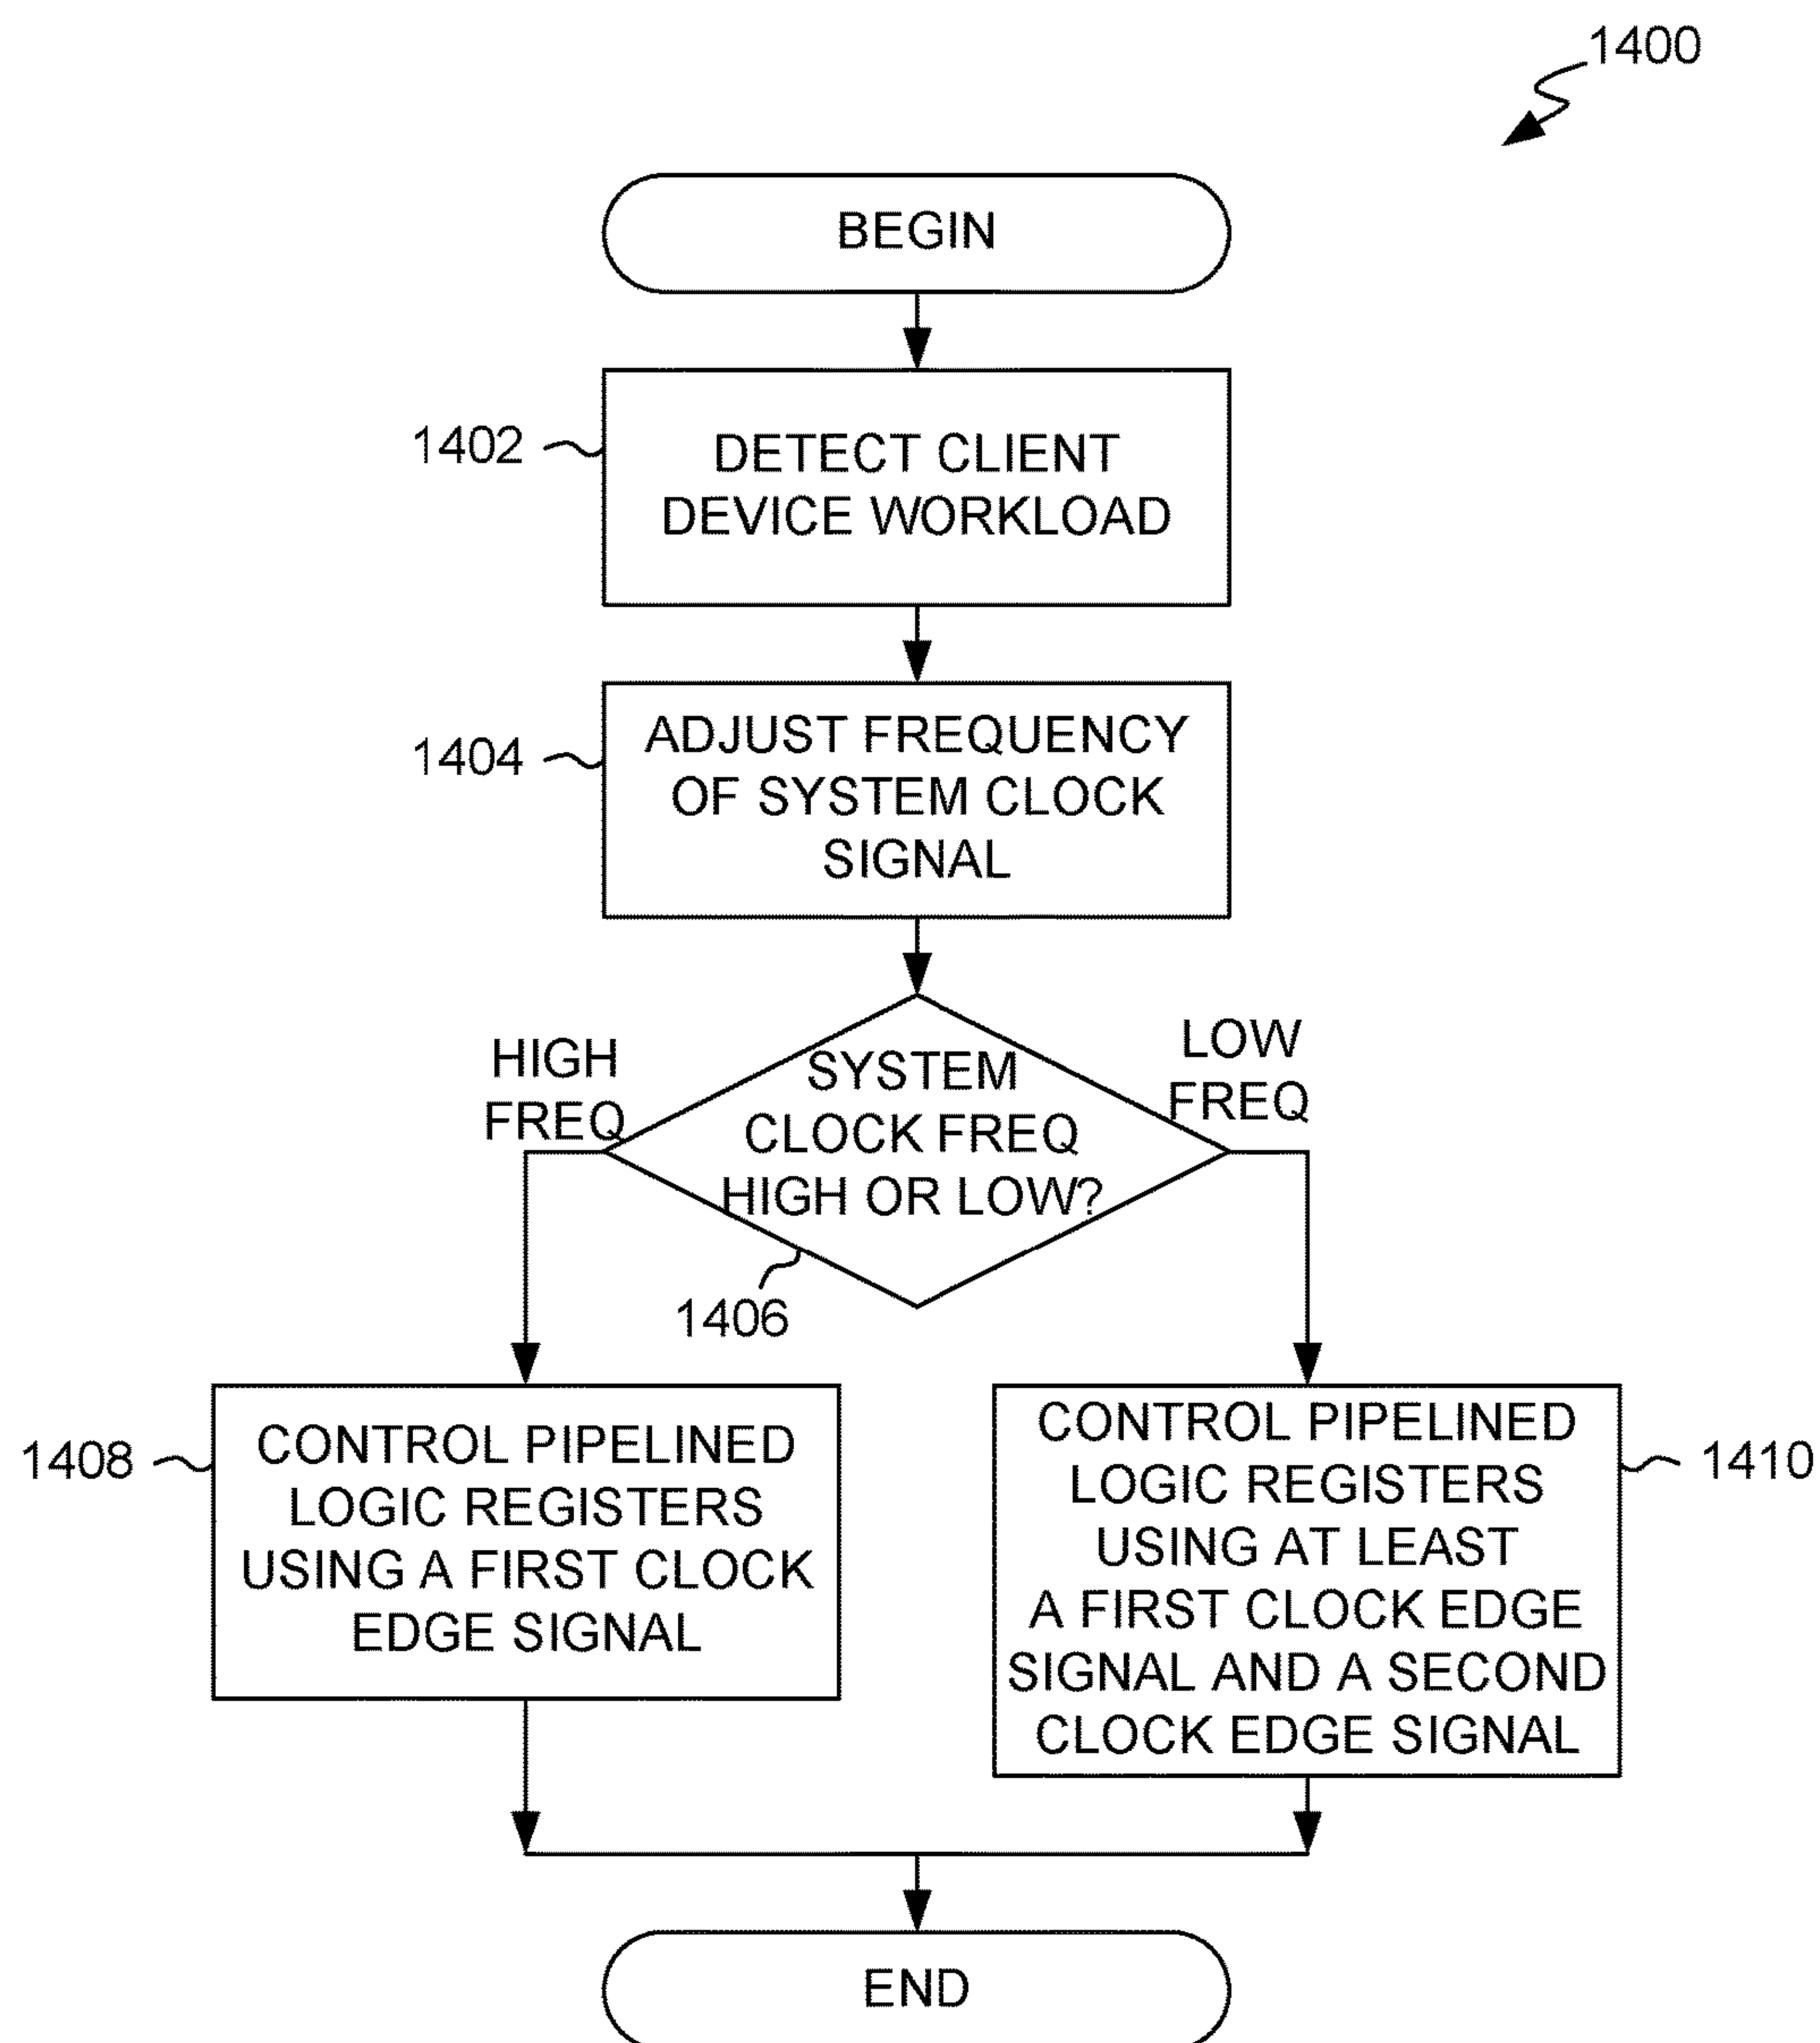 1400
BEGIN
1402
DETECT CLIENT
DEVICE WORKLOAD
1404
ADJUST FREQUENCY
OF SYSTEM CLOCK
SIGNAL
HIGH
FREQ
SYSTEM
CLOCK FREQ
HIGH OR LOW?
LOW
FREQ
1406
1408
CONTROL PIPELINED
LOGIC REGISTERS
USING A FIRST CLOCK
EDGE SIGNAL
CONTROL PIPELINED
LOGIC REGISTERS
USING AT LEAST
A FIRST CLOCK EDGE
SIGNAL AND A SECOND
CLOCK EDGE SIGNAL
1410
END